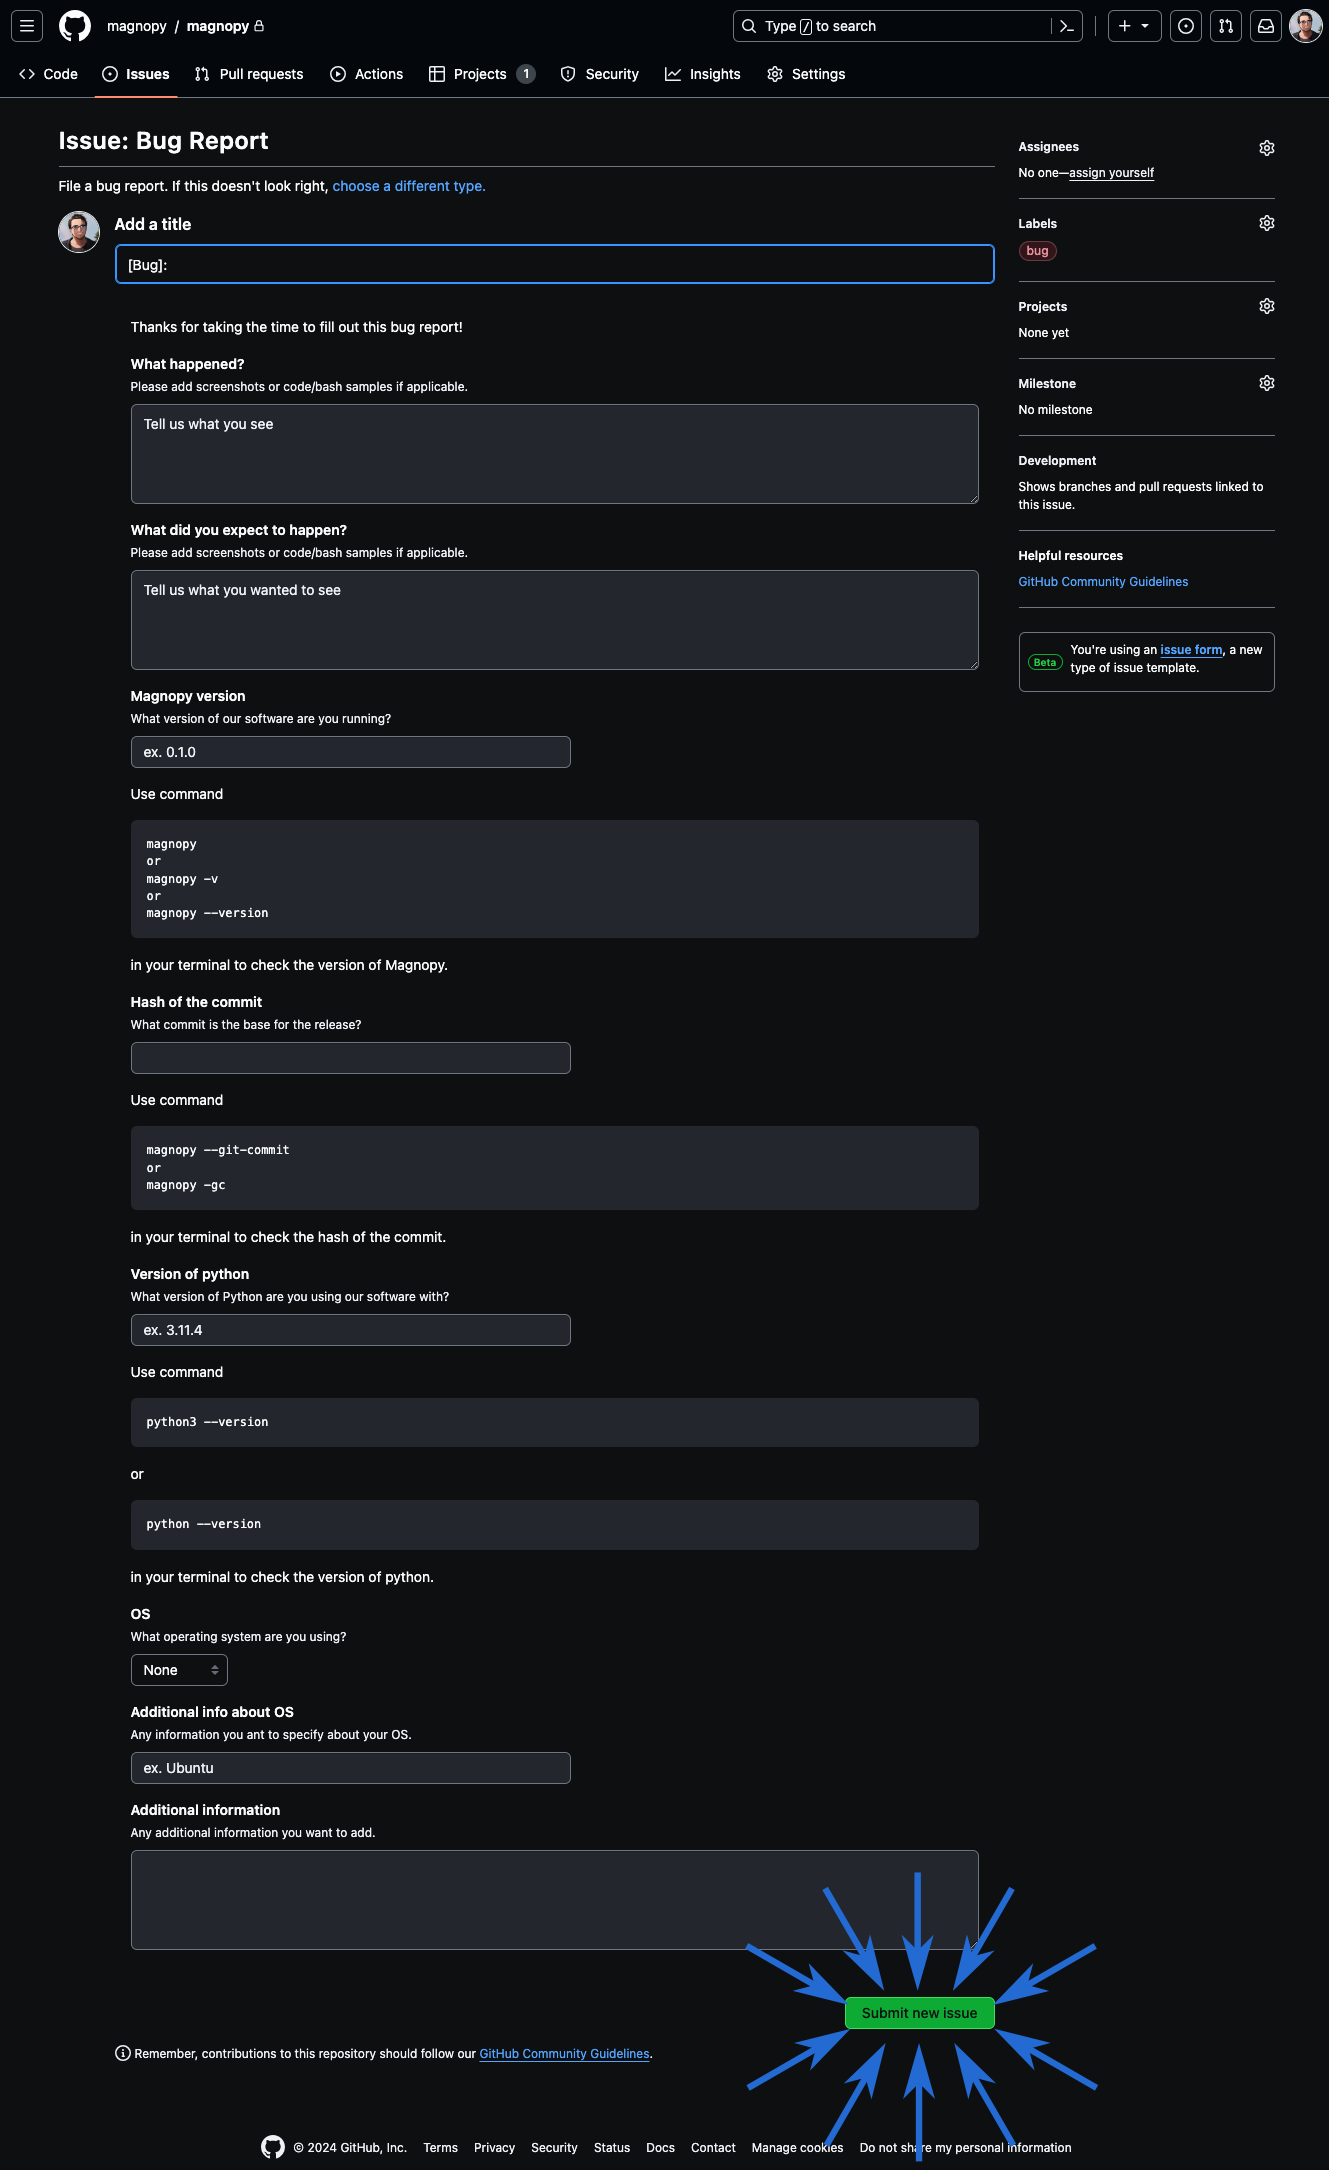 magnopy / magnopy
Type / to search
Code Issues Pull requests Actions Projects 1 Security Insights Settings
Issue: Bug Report
File a bug report. If this doesn't look right, choose a different type.
Add a title
[Bug]:
Thanks for taking the time to fill out this bug report!
What happened?
Please add screenshots or code/bash samples if applicable.
Tell us what you see
What did you expect to happen?
Please add screenshots or code/bash samples if applicable.
Tell us what you wanted to see
Magnopy version
What version of our software are you running?
ex. 0.1.0
Use command
magnopy
or
magnopy -v
or
magnopy --version
in your terminal to check the version of Magnopy.
Hash of the commit
What commit is the base for the release?
Use command
magnopy --git-commit
or
magnopy -gc
in your terminal to check the hash of the commit.
Version of python
What version of Python are you using our software with?
ex. 3.11.4
Use command
python3 --version
or
python --version
in your terminal to check the version of python.
OS
What operating system are you using?
None
Additional info about OS
Any information you ant to specify about your OS.
ex. Ubuntu
Additional information
Any additional information you want to add.
Submit new issue
Remember, contributions to this repository should follow our GitHub Community Guidelines.
Assignees
No one—assign yourself
Labels
bug
Projects
None yet
Milestone
No milestone
Development
Shows branches and pull requests linked to
this issue.
Helpful resources
GitHub Community Guidelines
Beta
You're using an issue form, a new
type of issue template.
© 2024 GitHub, Inc. Terms Privacy Security Status Docs Contact Manage cookies Do not share my personal information